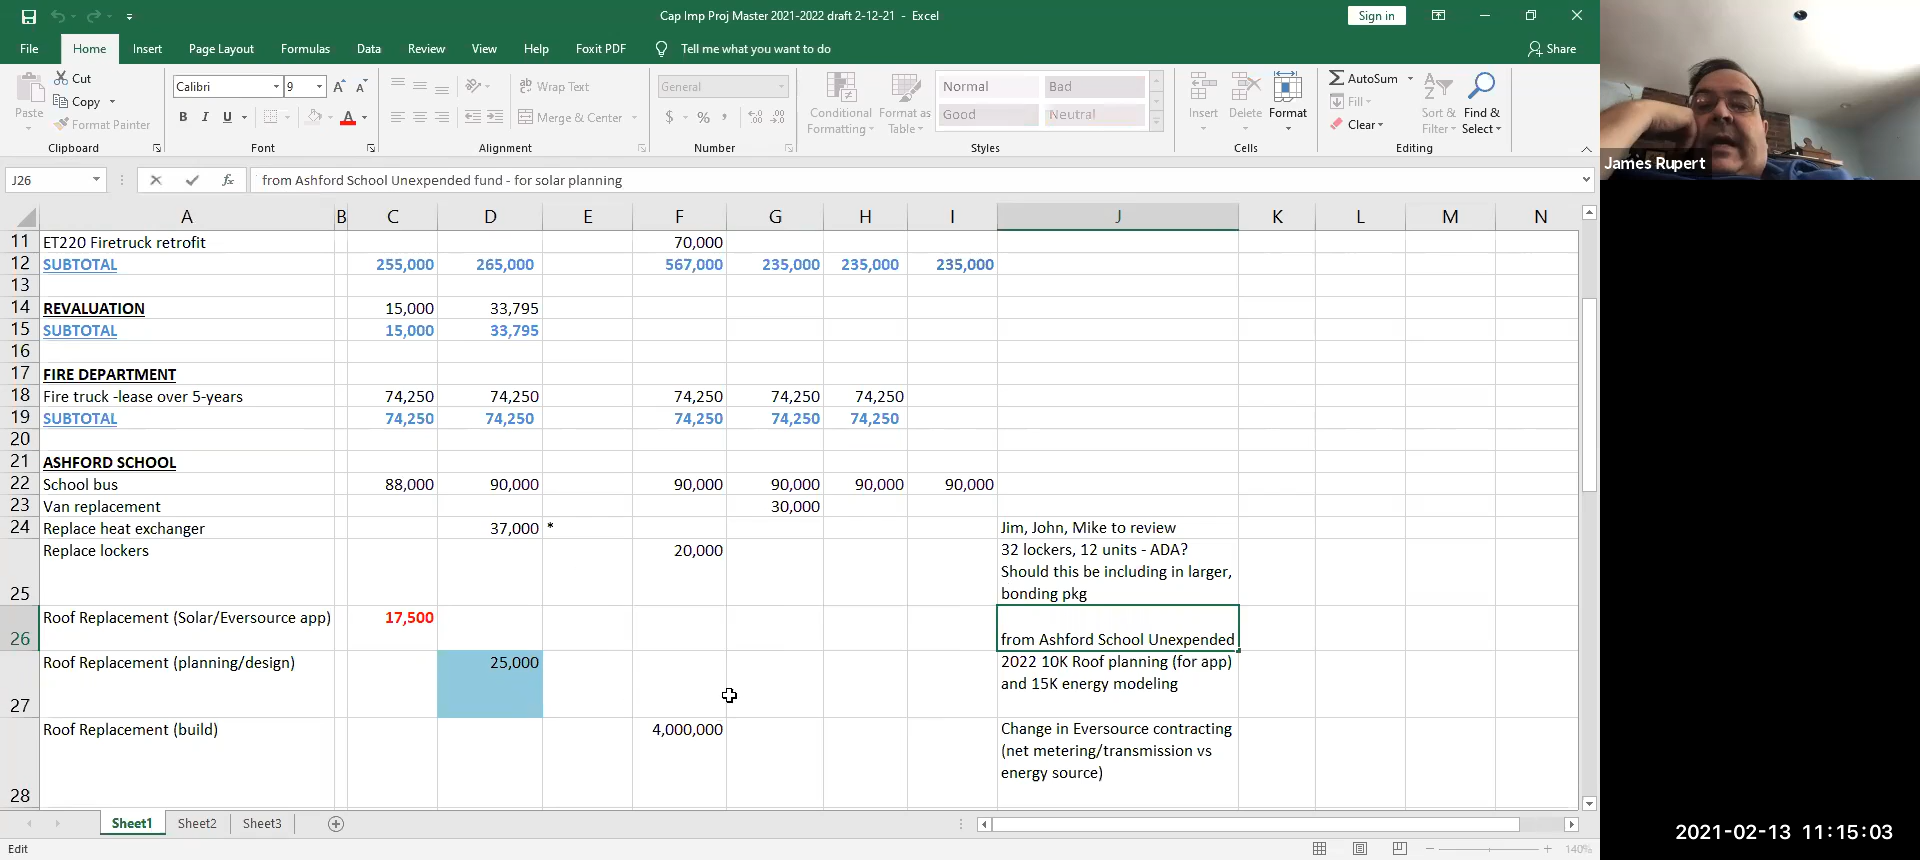 Cap Imp Proj Master 2021-2022 draft 2-12-21 - Excel
Sign in
File Home Insert Page Layout Formulas Data Review View Help Foxit PDF Tell me what you want to do Share
Paste
Cut
Copy
Format Painter
Clipboard
Calibri 9
A A
B I U A
Font
Wrap Text
Merge & Center
Alignment
General
$ % ,
Number
Conditional Formatting
Format as Table
Normal Bad
Good Neutral
Styles
Insert Delete Format
Cells
AutoSum
Fill
Clear
Sort & Filter
Find & Select
Editing
J26 fx from Ashford School Unexpended fund - for solar planning
A B C D E F G H I J K L M N
11 ET220 Firetruck retrofit 70,000
12 SUBTOTAL 255,000 265,000 567,000 235,000 235,000 235,000
13
14 REVALUATION 15,000 33,795
15 SUBTOTAL 15,000 33,795
16
17 FIRE DEPARTMENT
18 Fire truck -lease over 5-years 74,250 74,250 74,250 74,250 74,250
19 SUBTOTAL 74,250 74,250 74,250 74,250 74,250
20
21 ASHFORD SCHOOL
22 School bus 88,000 90,000 90,000 90,000 90,000 90,000
23 Van replacement 30,000
24 Replace heat exchanger 37,000 * Jim, John, Mike to review
Replace lockers 20,000 32 lockers, 12 units - ADA?
Should this be including in larger,
25 bonding pkg
Roof Replacement (Solar/Eversource app) 17,500
26 from Ashford School Unexpended
Roof Replacement (planning/design) 25,000 2022 10K Roof planning (for app)
and 15K energy modeling
27
Roof Replacement (build) 4,000,000 Change in Eversource contracting
(net metering/transmission vs
energy source)
28
Sheet1 Sheet2 Sheet3
Edit
140%
James Rupert
2021-02-13 11:15:03